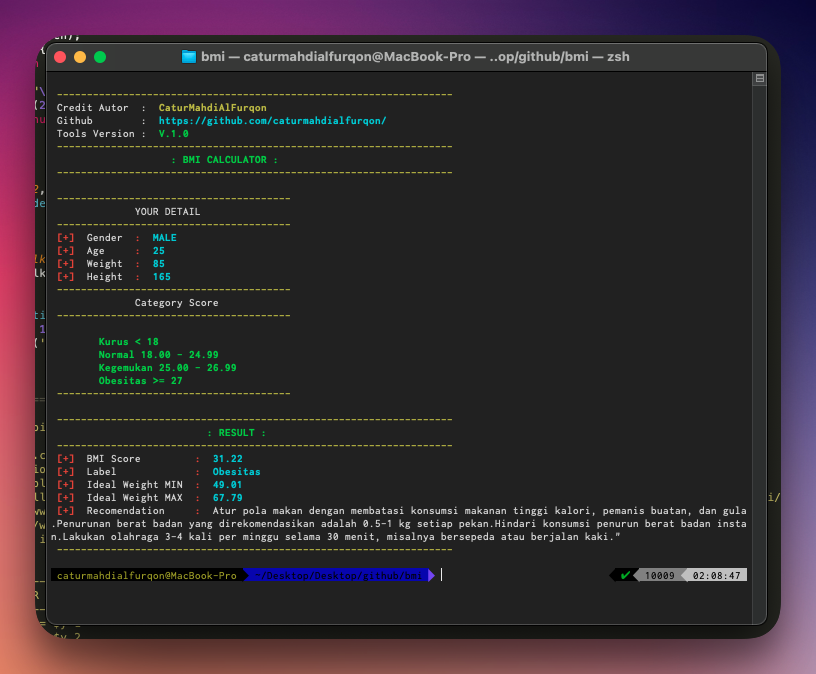 bmi — caturmahdialfurqon@MacBook-Pro — ..op/github/bmi — zsh
Credit Autor : CaturMahdiAlFurqon
Github : https://github.com/caturmahdialfurqon/
Tools Version : V.1.0
: BMI CALCULATOR :
YOUR DETAIL
[+] Gender : MALE
[+] Age : 25
[+] Weight : 85
[+] Height : 165
Category Score
Kurus < 18
Normal 18.00 - 24.99
Kegemukan 25.00 - 26.99
Obesitas >= 27
: RESULT :
[+] BMI Score : 31.22
[+] Label : Obesitas
[+] Ideal Weight MIN : 49.01
[+] Ideal Weight MAX : 67.79
[+] Recomendation : Atur pola makan dengan membatasi konsumsi makanan tinggi kalori, pemanis buatan, dan gula
.Penurunan berat badan yang direkomendasikan adalah 0.5-1 kg setiap pekan.Hindari konsumsi penurun berat badan insta
n.Lakukan olahraga 3-4 kali per minggu selama 30 menit, misalnya bersepeda atau berjalan kaki."
caturmahdialfurqon@MacBook-Pro ~/Desktop/Desktop/github/bmi ✔ 10009 02:08:47